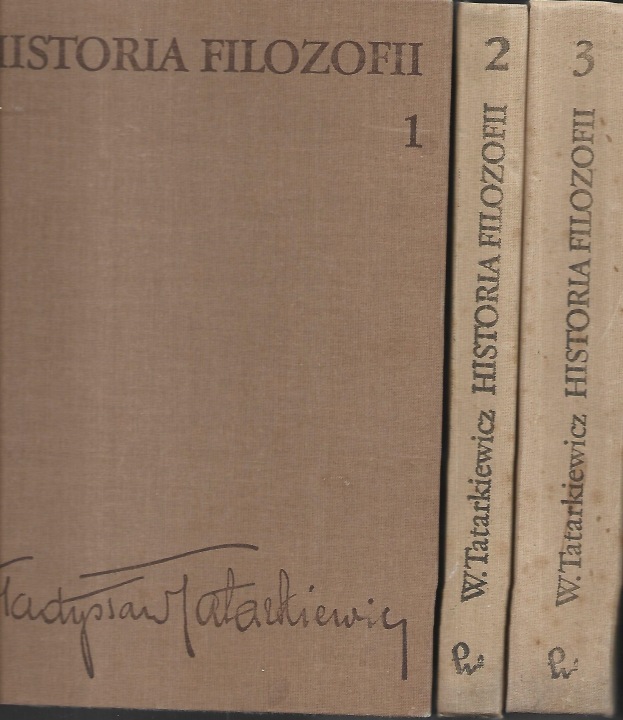 HISTORIA FILOZOFII
1
Władysław Tatarkiewicz
2
W. Tatarkiewicz HISTORIA FILOZOFII
3
W. Tatarkiewicz HISTORIA FILOZOFII